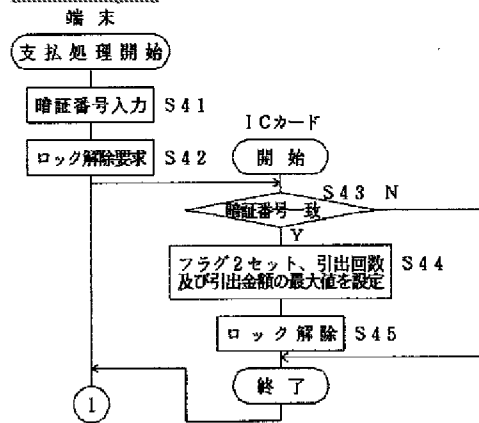 端末
支払処理開始
暗証番号入力 S41
ロック解除要求 S42
ICカード
開始
S43 N
暗証番号一致
Y
フラグ2セット、引出回数 S44
及び引出金額の最大値を設定
ロック解除 S45
終了
1